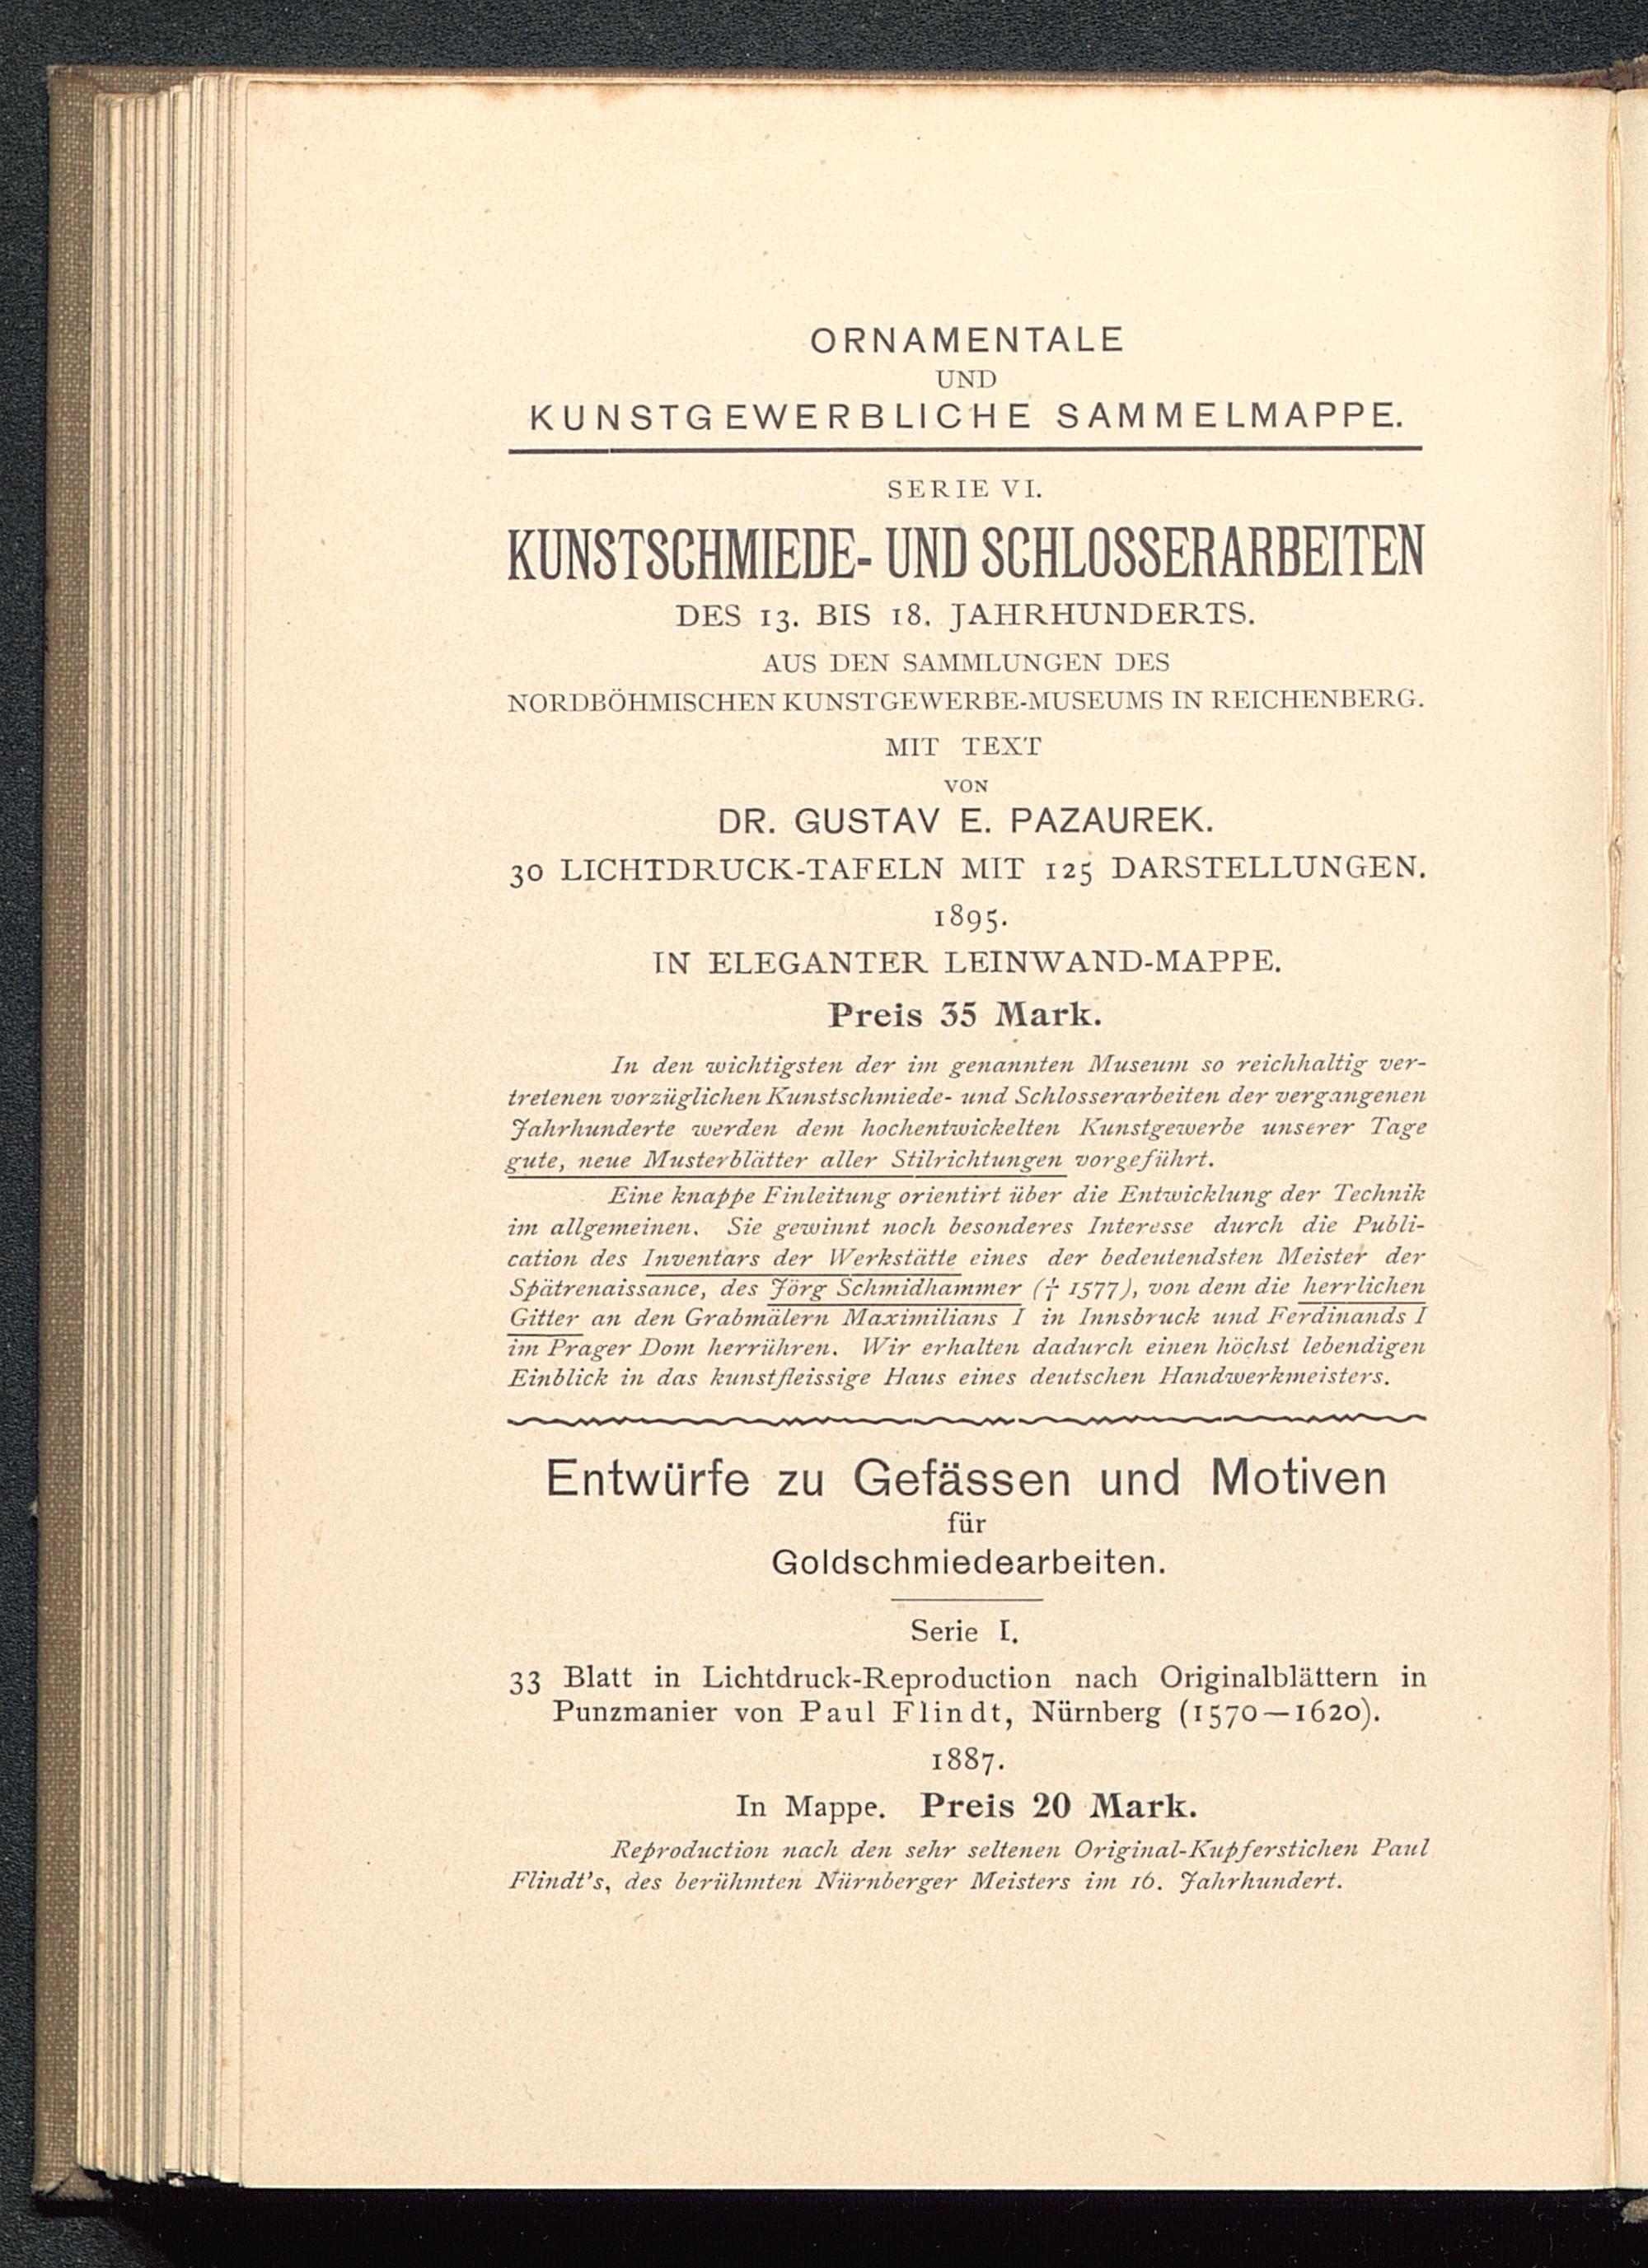 ORNAMENTALE
UND
KUNSTGEWERBLICHE SAMMELMAPPE.
SERIE VI.
KUNSTSCHMIEDE- UND SCHLOSSERARBEITEN
DES 13. BIS 18. JAHRHUNDERTS.
AUS DEN SAMMLUNGEN DES
NORDBÖHMISCHEN KUNSTGEWERBE-MUSEUMS IN REICHENBERG.
MIT TEXT
VON
DR. GUSTAV E. PAZAUREK.
30 LICHTDRUCK-TAFELN MIT 125 DARSTELLUNGEN.
1895.
IN ELEGANTER LEINWAND-MAPPE.
Preis 35 Mark.
In den wichtigsten der im genannten Museum so reichhaltig ver-
tretenen vorzüglichen Kunstschmiede- und Schlosserarbeiten der vergangenen
Jahrhunderte werden dem hochentwickelten Kunstgewerbe unserer Tage
gute, neue Musterblätter aller Stilrichtungen vorgeführt.
Eine knappe Einleitung orientirt über die Entwicklung der Technik
im allgemeinen. Sie gewinnt noch besonderes Interesse durch die Publi-
cation des Inventars der Werkstätte eines der bedeutendsten Meister der
Spätrenaissance, des Jörg Schmidhammer († 1577), von dem die herrlichen
Gitter an den Grabmälern Maximilians I in Innsbruck und Ferdinands I
im Prager Dom herrühren. Wir erhalten dadurch einen höchst lebendigen
Einblick in das kunstfleissige Haus eines deutschen Handwerkmeisters.
Entwürfe zu Gefässen und Motiven
für
Goldschmiedearbeiten.
Serie I.
33 Blatt in Lichtdruck-Reproduction nach Originalblättern in
Punzmanier von Paul Flindt, Nürnberg (1570—1620).
1887.
In Mappe. Preis 20 Mark.
Reproduction nach den sehr seltenen Original-Kupferstichen Paul
Flindt's, des berühmten Nürnberger Meisters im 16. Jahrhundert.